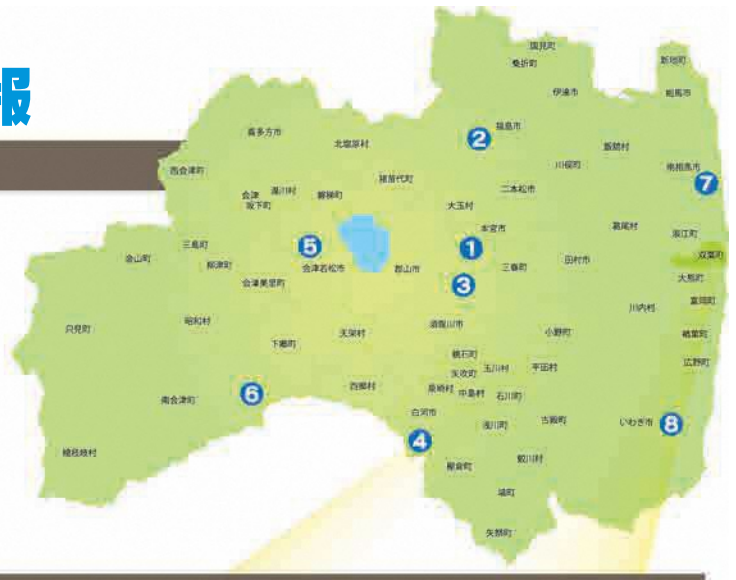 報
国見町
桑折町
新地町
伊達市
相馬市
福島市
②
喜多方市
北塩原村
飯舘村
川俣町
南相馬市
⑦
西会津町
猪苗代町
二本松市
会津
坂下町
湯川村
磐梯町
大玉村
本宮市
葛尾村
浪江町
①
三島町
⑤
双葉町
金山町
柳津町
会津若松市
郡山市
三春町
田村市
大熊町
会津美里町
③
富岡町
川内村
只見町
昭和村
天栄村
須賀川市
小野町
楢葉町
下郷町
鏡石町
広野町
矢吹町
玉川村
平田村
西郷村
泉崎村
中島村
石川町
南会津町
⑥
白河市
浅川町
古殿町
いわき市
⑧
④
檜枝岐村
棚倉町
鮫川村
塙町
矢祭町